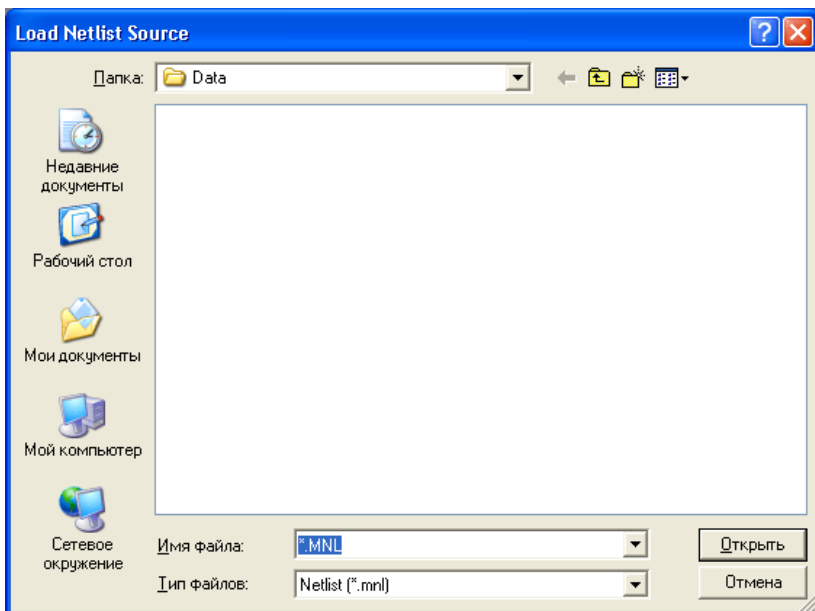 Load Netlist Source
Папка:
Data
Недавние
документы
Рабочий стол
Мои документы
Мой компьютер
Сетевое
окружение
Имя файла:
*.MNL
Открыть
Тип файлов:
Netlist (*.mnl)
Отмена